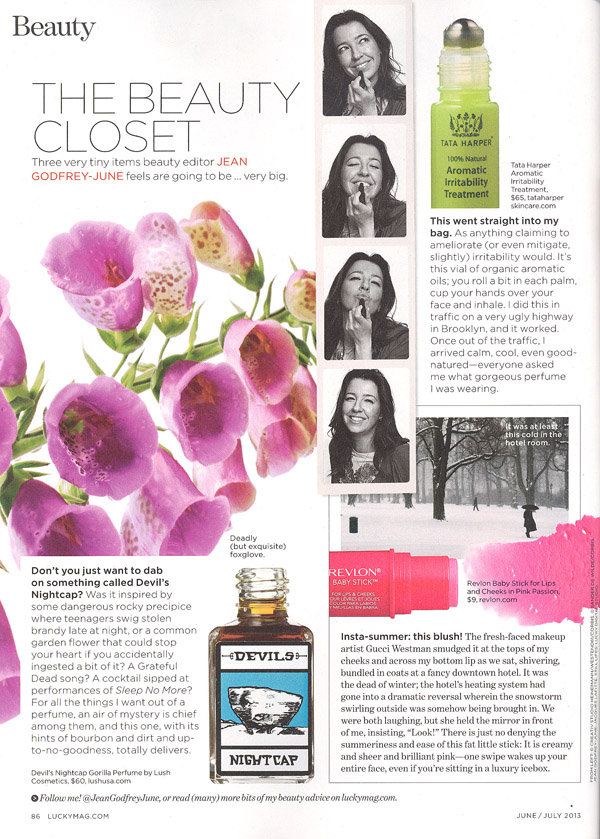 Beauty
THE BEAUTY
CLOSET
Three very tiny items beauty editor JEAN
GODFREY-JUNE feels are going to be ... very big.
TATA HARPER
100% Natural
Aromatic
Irritability
Treatment
Tata Harper
Aromatic
Irritability
Treatment,
$65, tataharper
skincare.com
This went straight into my
bag. As anything claiming to
ameliorate (or even mitigate,
slightly) irritability would. It's
this vial of organic aromatic
oils; you roll a bit in each palm,
cup your hands over your
face and inhale. I did this in
traffic on a very ugly highway
in Brooklyn, and it worked.
Once out of the traffic, I
arrived calm, cool, even good-
natured—everyone asked
me what gorgeous perfume
I was wearing.
It was at least
this cold in the
hotel room.
Deadly
(but exquisite)
foxglove.
Don't you just want to dab
on something called Devil's
Nightcap? Was it inspired by
some dangerous rocky precipice
where teenagers swig stolen
brandy late at night, or a common
garden flower that could stop
your heart if you accidentally
ingested a bit of it? A Grateful
Dead song? A cocktail sipped at
performances of Sleep No More?
For all the things I want out of a
perfume, an air of mystery is chief
among them, and this one, with its
hints of bourbon and dirt and up-
to-no-goodness, totally delivers.
Devil's Nightcap Gorilla Perfume by Lush
Cosmetics, $60, lushusa.com
DEVILS
NIGHTCAP
REVLON
BABY STICK™
FOR LIPS & CHEEKS
Revlon Baby Stick for Lips
and Cheeks in Pink Passion,
$9, revlon.com
Insta-summer: this blush! The fresh-faced makeup
artist Gucci Westman smudged it at the tops of my
cheeks and across my bottom lip as we sat, shivering,
bundled in coats at a fancy downtown hotel. It was
the dead of winter; the hotel's heating system had
gone into a dramatic reversal wherein the snowstorm
swirling outside was somehow being brought in. We
were both laughing, but she held the mirror in front
of me, insisting, "Look!" There is just no denying the
summeriness and ease of this fat little stick: It is creamy
and sheer and brilliant pink—one swipe wakes up your
entire face, even if you're sitting in a luxury icebox.
Follow me! @JeanGodfreyJune, or read (many) more bits of my beauty advice on luckymag.com.
86 LUCKYMAG.COM
JUNE / JULY 2013